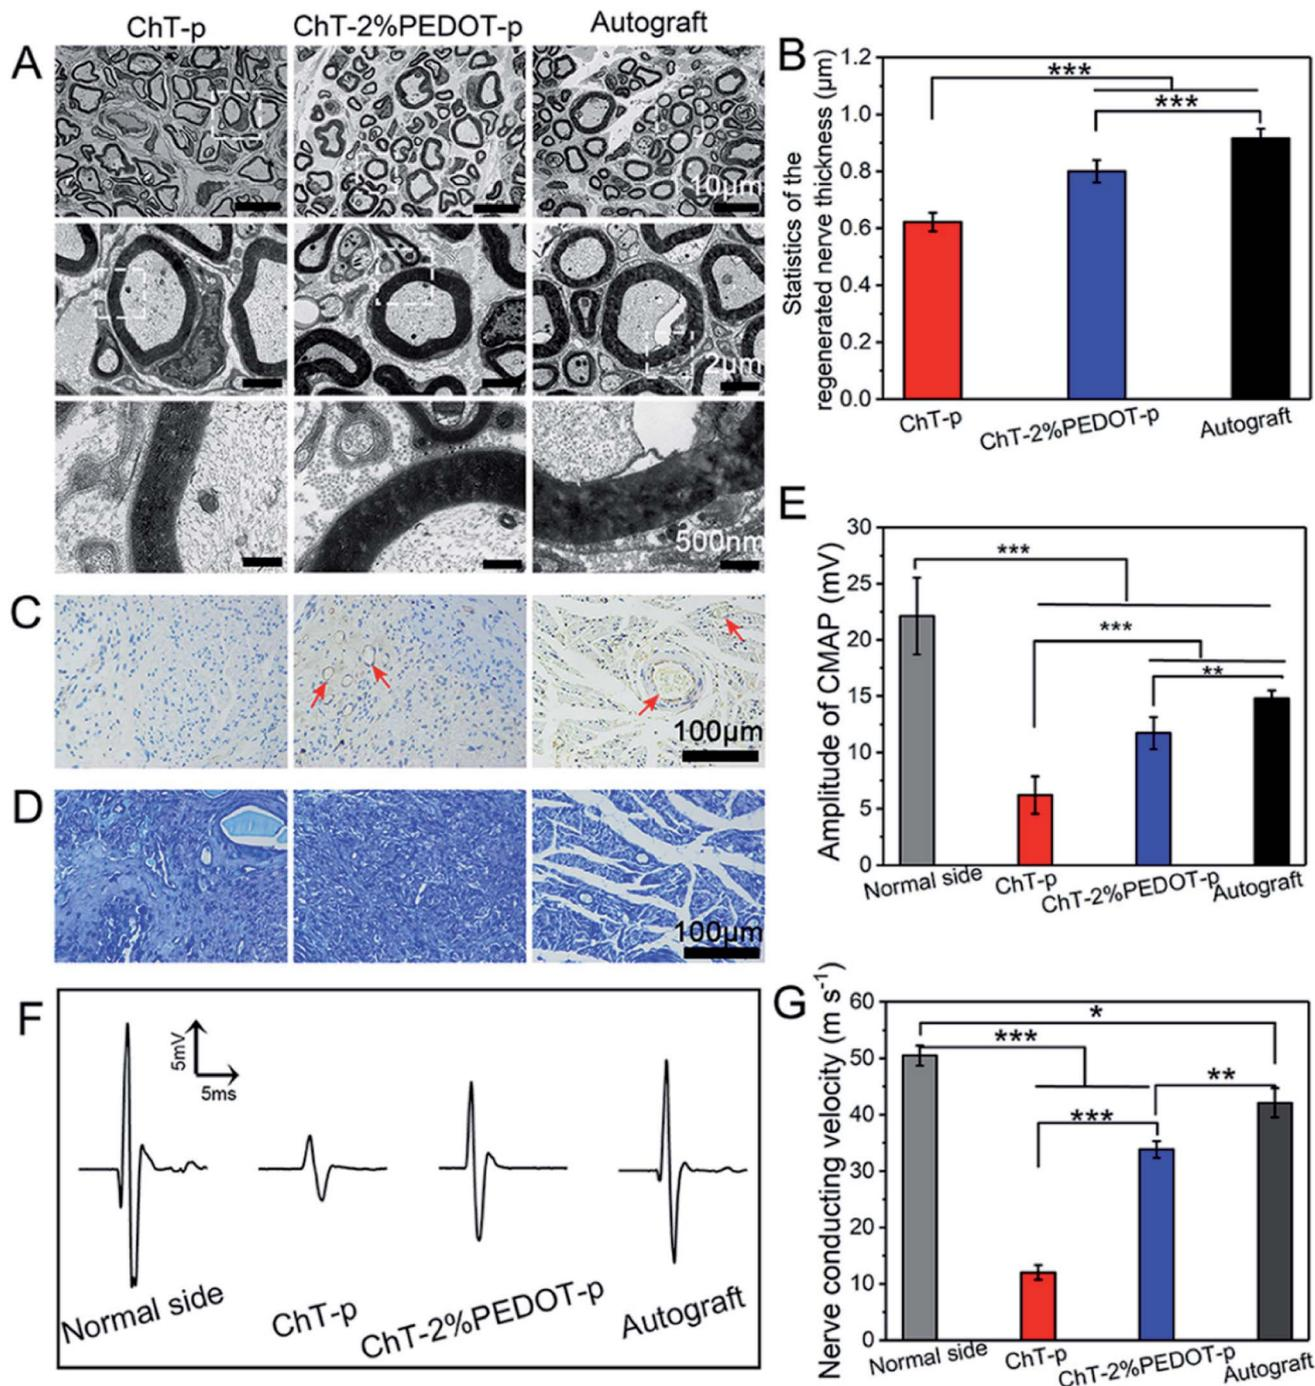 ChT-p
ChT-2%PEDOT-p
Autograft
A
10μm
2μm
500nm
B
Statistics of the
regenerated nerve thickness (μm)
1.2
1.0
0.8
0.6
0.4
0.2
0.0
***
***
ChT-p
ChT-2%PEDOT-p
Autograft
C
100μm
D
100μm
E
Amplitude of CMAP (mV)
30
25
20
15
10
5
0
***
***
**
Normal side
ChT-p
ChT-2%PEDOT-p
Autograft
F
5mV
5ms
Normal side
ChT-p
ChT-2%PEDOT-p
Autograft
G
Nerve conducting velocity (m s⁻¹)
60
50
40
30
20
10
0
*
***
**
***
Normal side
ChT-p
ChT-2%PEDOT-p
Autograft